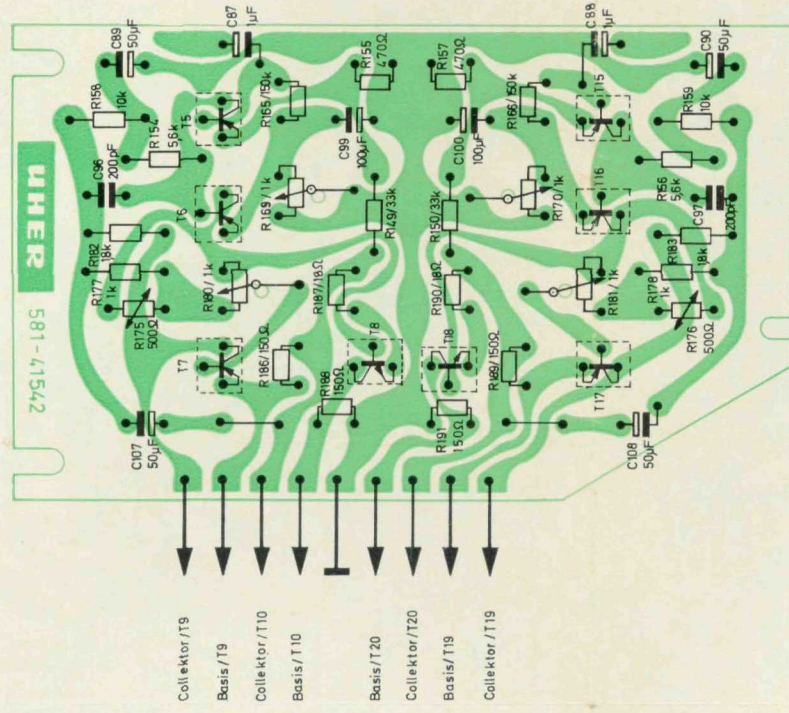 UHER
581-41542
C89
50µF
C87
1µF
C88
1µF
C90
50µF
R158
10k
R154
5,6k
T5
R165/150k
R155
470Ω
R157
470Ω
R166/150k
T15
R159
10k
C96
200pF
T6
R169/1k
C99
100µF
C100
100µF
R170/1k
T16
R156
5,6k
R182
18k
R149/33k
R150/33k
C97
200pF
R177
1k
R180/1k
R187/18Ω
R190/18Ω
R181/1k
R183
18k
R178
1k
R175
500Ω
R176
500Ω
T7
R186/150Ω
T8
T18
R189/150Ω
T17
R188
150Ω
R191
150Ω
C107
50µF
C108
50µF
Collektor/T9
Basis/T9
Collektor/T10
Basis/T10
Basis/T20
Collektor/T20
Basis/T19
Collektor/T19